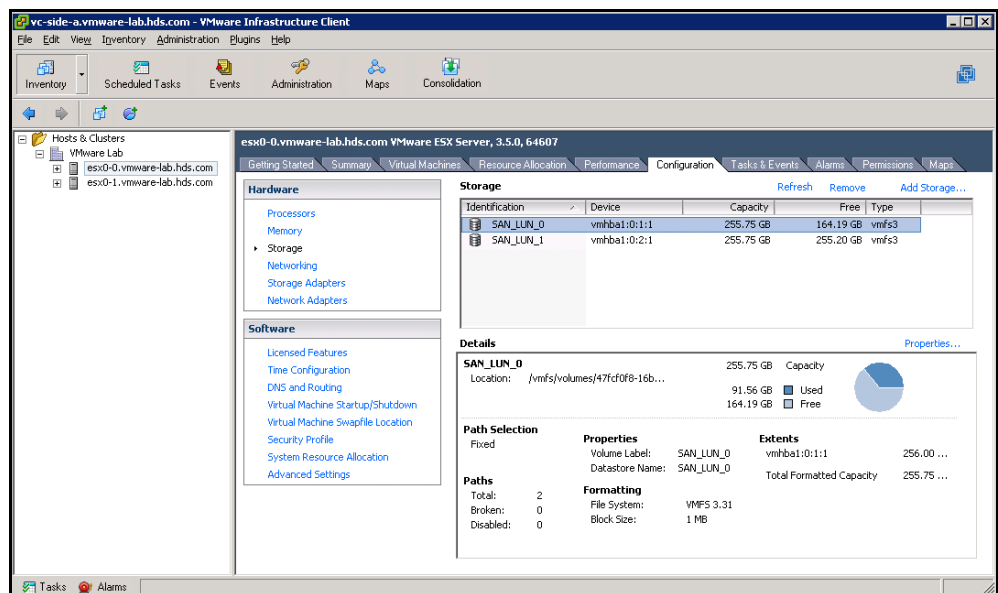 vc-side-a.vmware-lab.hds.com - VMware Infrastructure Client
File Edit View Inventory Administration Plugins Help
Inventory Scheduled Tasks Events Administration Maps Consolidation
Hosts & Clusters
VMware Lab
esx0-0.vmware-lab.hds.com
esx0-1.vmware-lab.hds.com
esx0-0.vmware-lab.hds.com VMware ESX Server, 3.5.0, 64607
Getting Started Summary Virtual Machines Resource Allocation Performance Configuration Tasks & Events Alarms Permissions Maps
Hardware
Processors
Memory
Storage
Networking
Storage Adapters
Network Adapters
Software
Licensed Features
Time Configuration
DNS and Routing
Virtual Machine Startup/Shutdown
Virtual Machine Swapfile Location
Security Profile
System Resource Allocation
Advanced Settings
Storage Refresh Remove Add Storage...
Identification Device Capacity Free Type
SAN_LUN_0 vmhba1:0:1:1 255.75 GB 164.19 GB vmfs3
SAN_LUN_1 vmhba1:0:2:1 255.75 GB 255.20 GB vmfs3
Details Properties...
SAN_LUN_0 255.75 GB Capacity
Location: /vmfs/volumes/47fcf0f8-16b...
91.56 GB Used
164.19 GB Free
Path Selection
Fixed
Paths
Total: 2
Broken: 0
Disabled: 0
Properties
Volume Label: SAN_LUN_0
Datastore Name: SAN_LUN_0
Formatting
File System: VMFS 3.31
Block Size: 1 MB
Extents
vmhba1:0:1:1 256.00 ...
Total Formatted Capacity 255.75 ...
Tasks Alarms